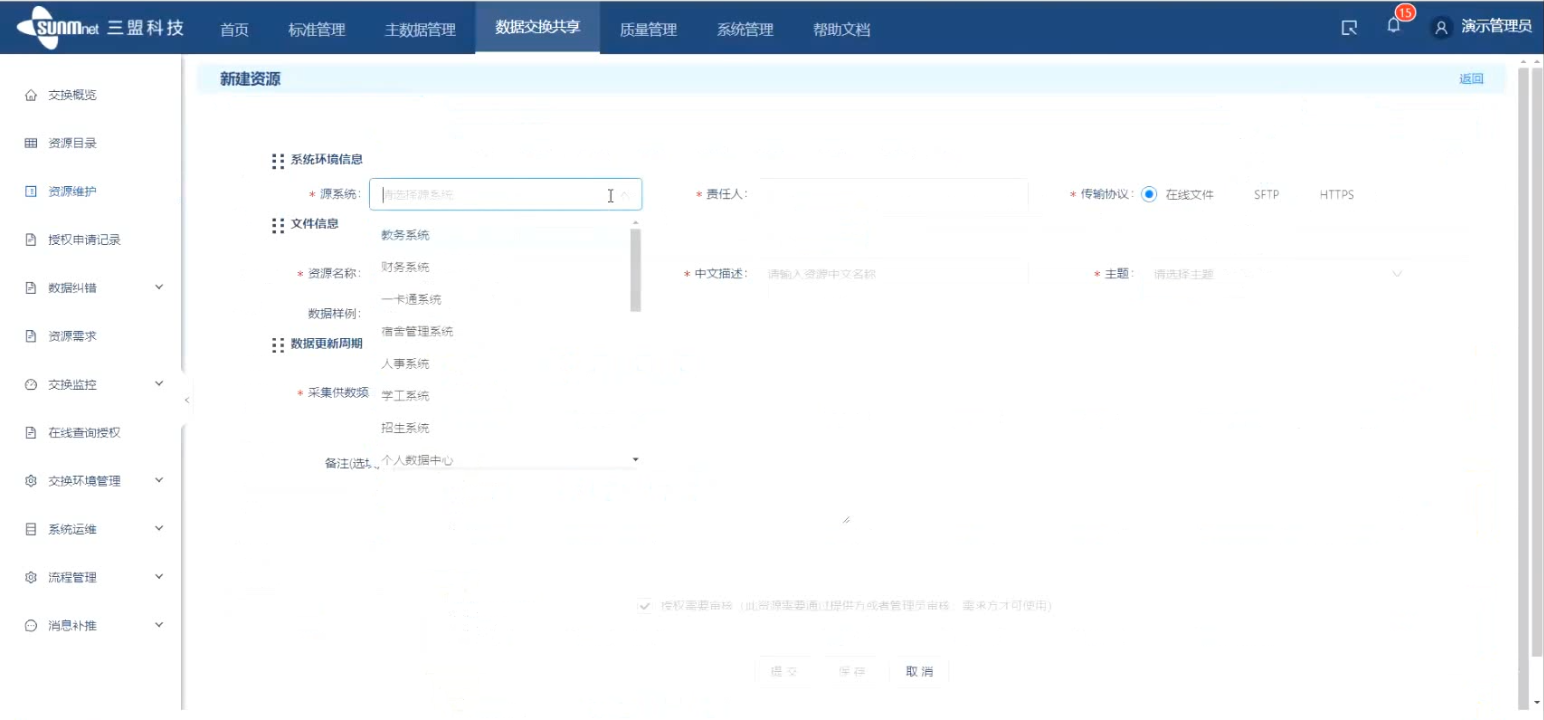 sunmnet 三盟科技
首页 标准管理 主数据管理 数据交换共享 质量管理 系统管理 帮助文档
15
演示管理员
交换概览
资源目录
资源维护
授权申请记录
数据纠错
资源需求
交换监控
在线查询授权
交换环境管理
系统运维
流程管理
消息补推
新建资源
返回
系统环境信息
* 源系统: 请选择源系统
* 责任人:
* 传输协议: 在线文件 SFTP HTTPS
文件信息
教务系统
财务系统
一卡通系统
宿舍管理系统
人事系统
学工系统
招生系统
个人数据中心
* 资源名称:
* 中文描述: 请输入资源中文名称
* 主题: 请选择主题
数据样例:
数据更新周期
* 采集供数频
备注(选填
授权需要审核（此资源需要通过提供方或者管理员审核，需求方才可使用）
提交 保存 取消